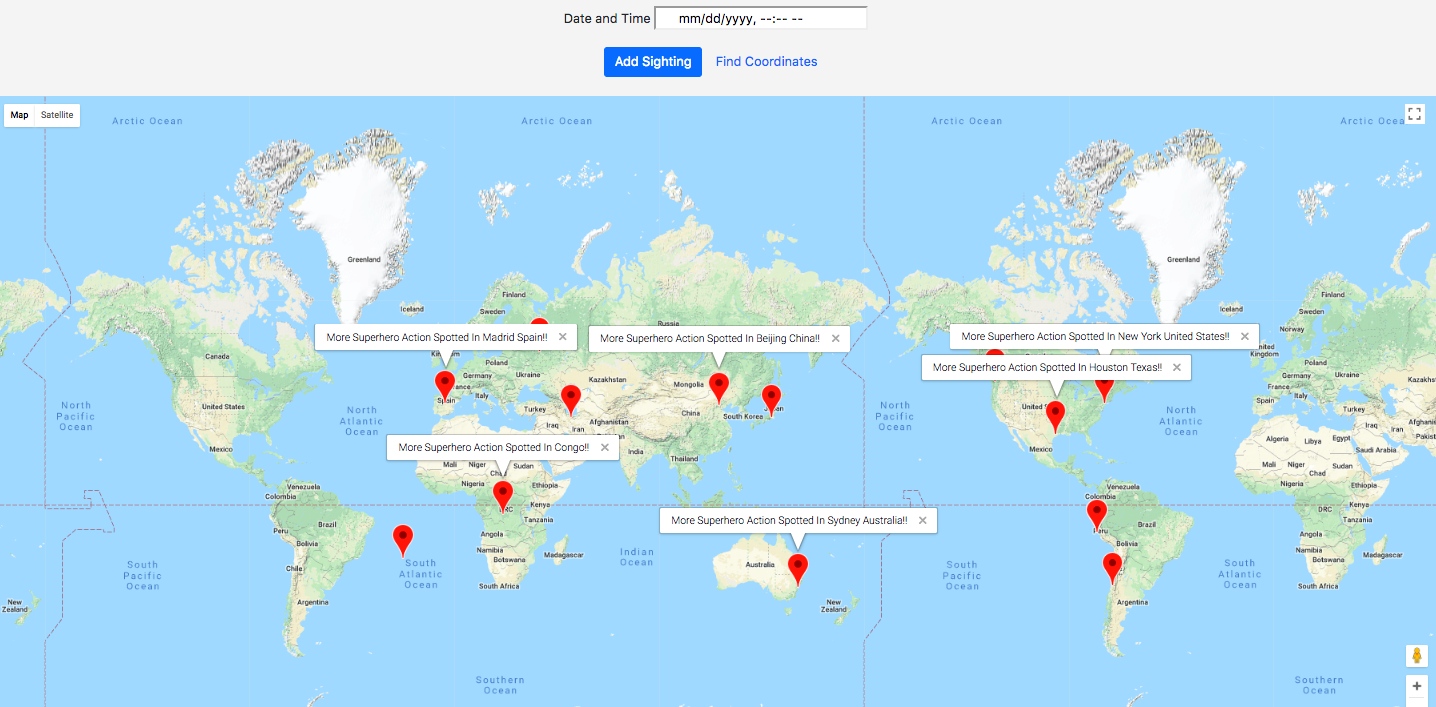 Date and Time mm/dd/yyyy, --:-- --
Add Sighting Find Coordinates
Map Satellite
Arctic Ocean Arctic Ocean Arctic Ocean Arctic Ocea
Greenland Greenland
Iceland Finland Iceland Finland
Sweden Sweden
Russia
Norway
More Superhero Action Spotted In Madrid Spain!! ×
More Superhero Action Spotted In Beijing China!! ×
More Superhero Action Spotted In New York United States!! ×
More Superhero Action Spotted In Houston Texas!! ×
United
Kingdom
Canada
Poland Germany Ukraine Kazakhstan Mongolia
Spain Italy Turkey China South Korea
Iraq Iran Afghanistan
North
Pacific
Ocean
United States
North
Atlantic
Ocean
Mexico
North
Pacific
Ocean
Mexico
North
Atlantic
Ocean
Poland
Germany Ukraine Kazakhs
France
Spain Italy
Turkey
Iraq Iran
Algeria Libya Egypt Pakistan
Saudi Arabia
More Superhero Action Spotted In Congo!! ×
India
Thailand
Mali Niger Sudan
Nigeria Ethiopia
DRC Kenya
Tanzania
Angola
Namibia
Botswana Madagascar
South Africa
Venezuela
Colombia
Peru Brazil
Bolivia
Chile
Argentina
South
Pacific
Ocean
South
Atlantic
Ocean
Indian
Ocean
More Superhero Action Spotted In Sydney Australia!! ×
Australia
New
Zealand
New
Zealand
South
Pacific
Ocean
Venezuela
Colombia
Brazil
Bolivia
Argentina
South
Atlantic
Ocean
Mali Niger Chad Sudan
Nigeria Ethiopia
DRC Kenya
Tanzania
Angola
Namibia
Botswana Madagascar
South Africa
Southern
Ocean
Southern
Ocean
+